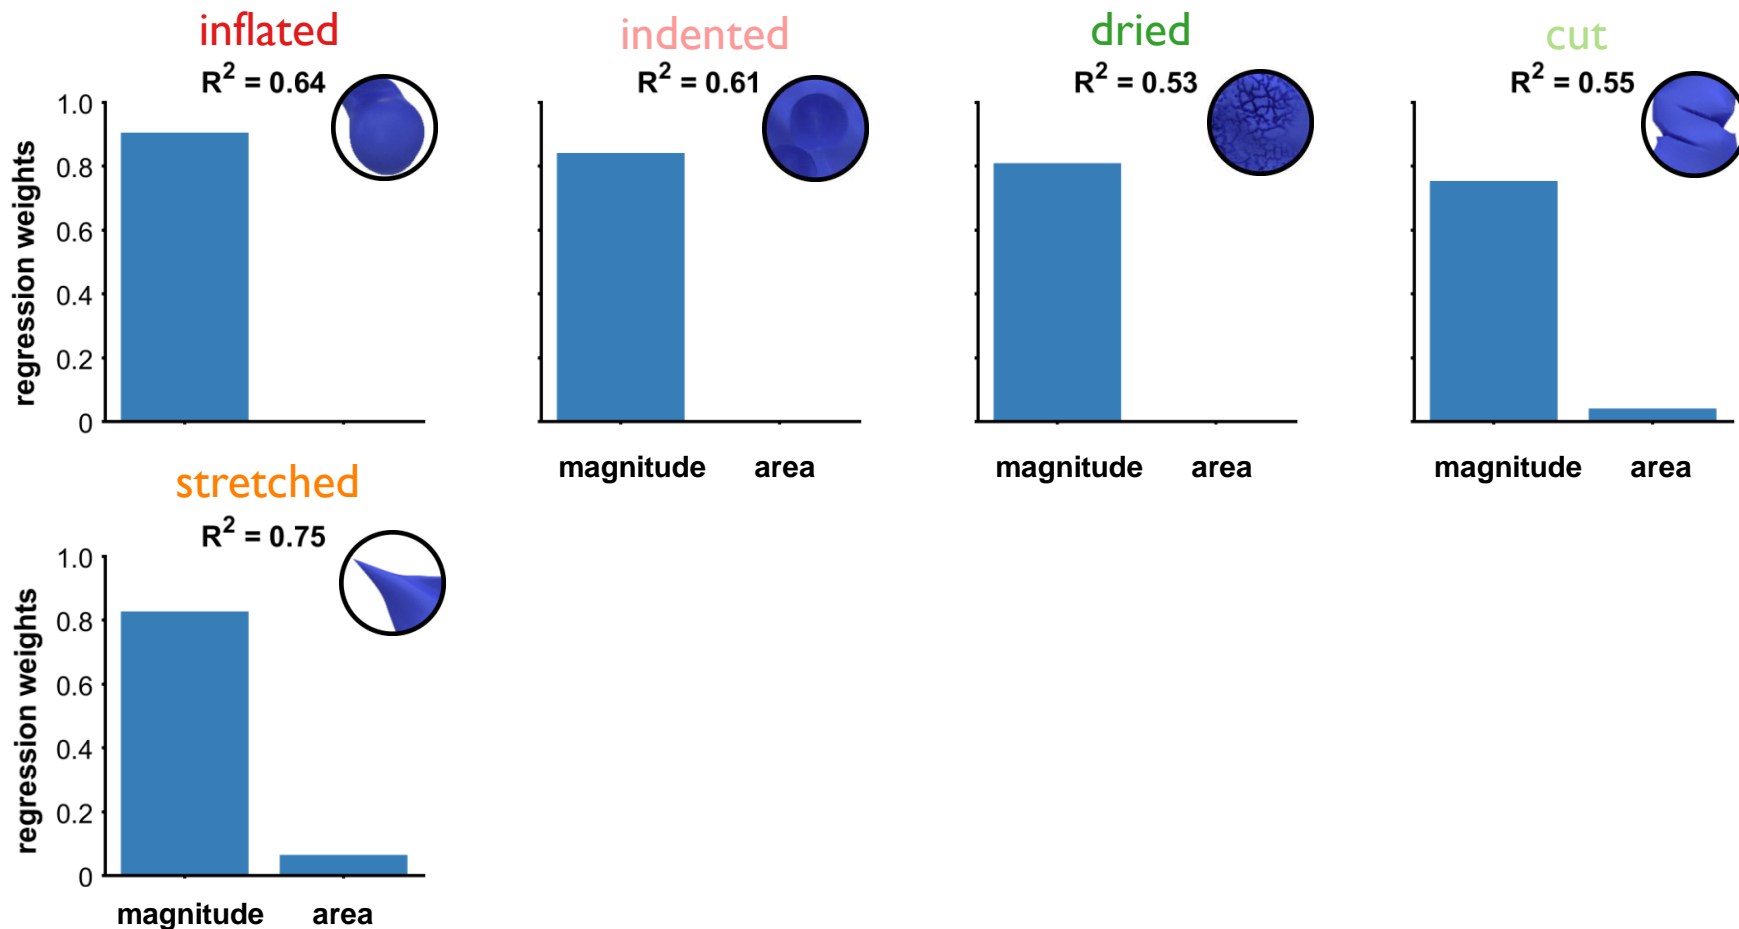 inflated
R² = 0.64
1.0
0.8
0.6
0.4
0.2
0
regression weights
indented
R² = 0.61
magnitude area
dried
R² = 0.53
magnitude area
cut
R² = 0.55
magnitude area
stretched
R² = 0.75
1.0
0.8
0.6
0.4
0.2
0
regression weights
magnitude area